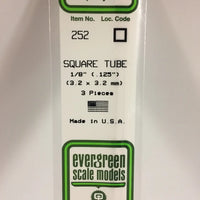 Item No. Loc. Code
252
SQUARE TUBE
1/8" (.125")
(3.2 x 3.2 mm)
3 Pieces
Made in U.S.A.
evergreen
scale models